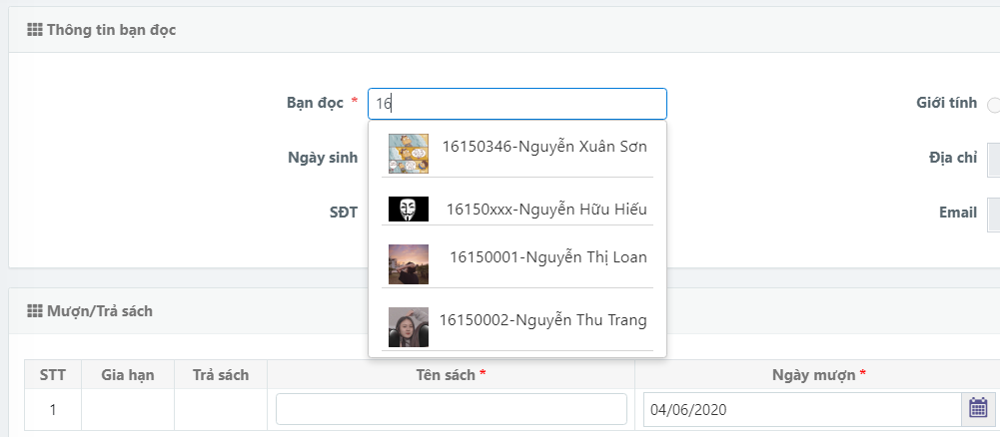 Thông tin bạn đọc
Bạn đọc *
16
Giới tính
16150346-Nguyễn Xuân Sơn
Ngày sinh
Địa chỉ
SĐT
16150xxx-Nguyễn Hữu Hiếu
Email
16150001-Nguyễn Thị Loan
16150002-Nguyễn Thu Trang
Mượn/Trả sách
STT Gia hạn Trả sách Tên sách * Ngày mượn *
1 04/06/2020